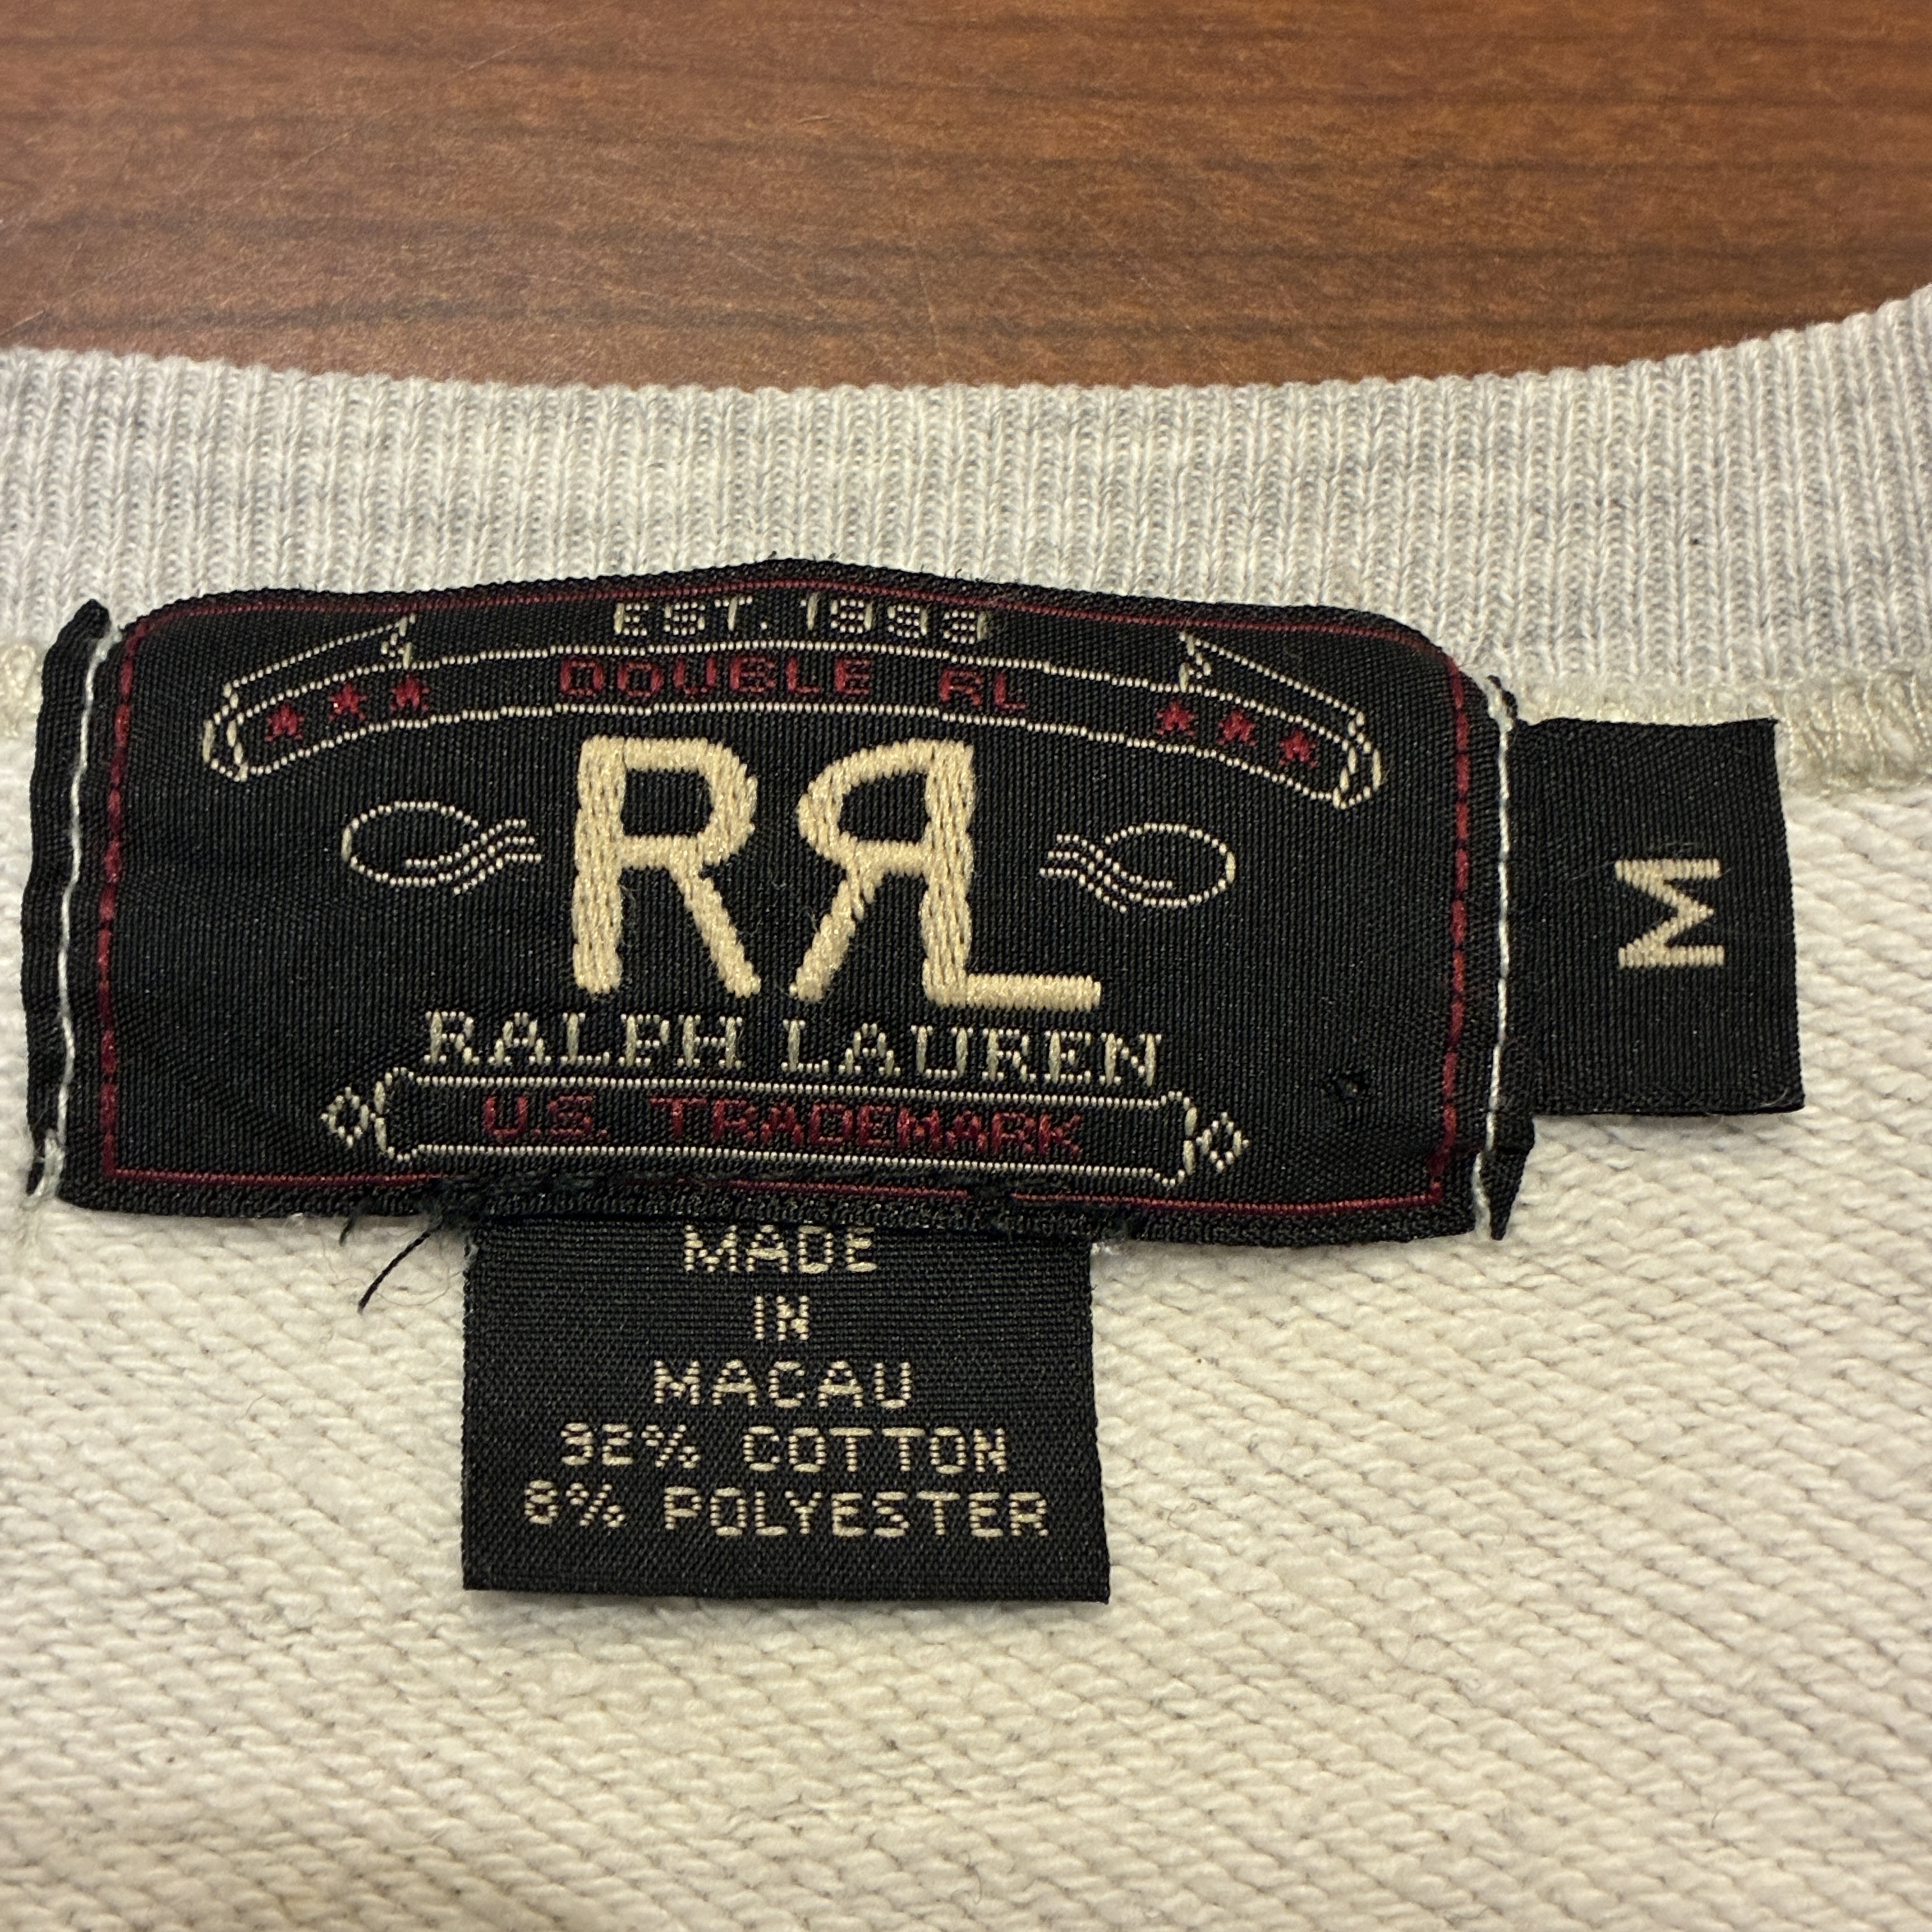 EST. 1993
DOUBLE RL
RRL
RALPH LAUREN
U.S. TRADEMARK
M
MADE
IN
MACAU
92% COTTON
8% POLYESTER